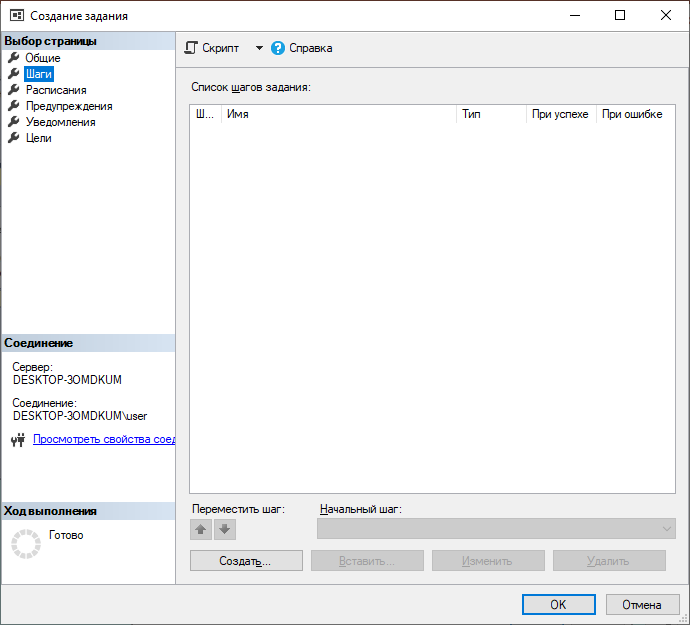 Создание задания
Выбор страницы
Общие
Шаги
Расписания
Предупреждения
Уведомления
Цели
Соединение
Сервер:
DESKTOP-3OMDKUM
Соединение:
DESKTOP-3OMDKUM\user
Просмотреть свойства соед
Ход выполнения
Готово
Скрипт
Справка
Список шагов задания:
Ш... Имя Тип При успехе При ошибке
Переместить шаг: Начальный шаг:
Создать... Вставить... Изменить Удалить
OK Отмена